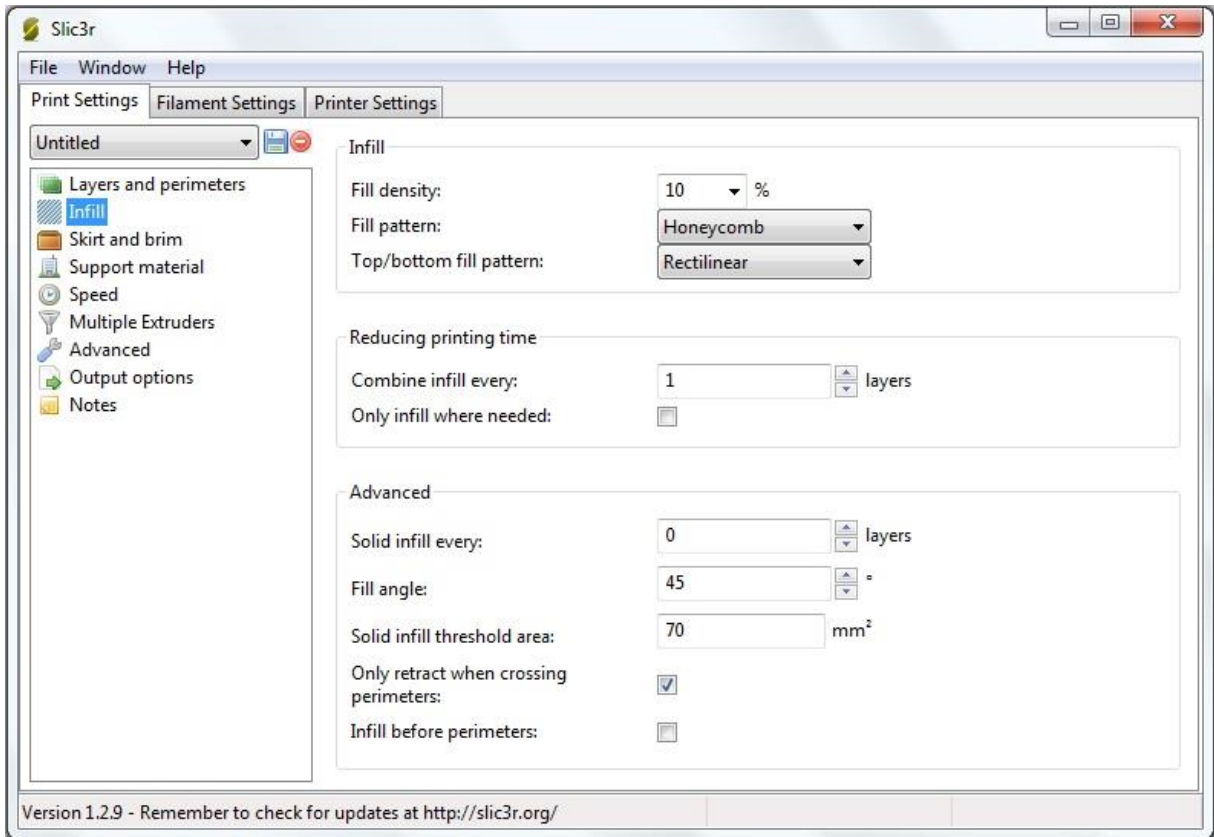 Slic3r
File Window Help
Print Settings Filament Settings Printer Settings
Untitled
Layers and perimeters
Infill
Skirt and brim
Support material
Speed
Multiple Extruders
Advanced
Output options
Notes
Infill
Fill density: 10 %
Fill pattern: Honeycomb
Top/bottom fill pattern: Rectilinear
Reducing printing time
Combine infill every: 1 layers
Only infill where needed:
Advanced
Solid infill every: 0 layers
Fill angle: 45 °
Solid infill threshold area: 70 mm²
Only retract when crossing
perimeters:
Infill before perimeters:
Version 1.2.9 - Remember to check for updates at http://slic3r.org/